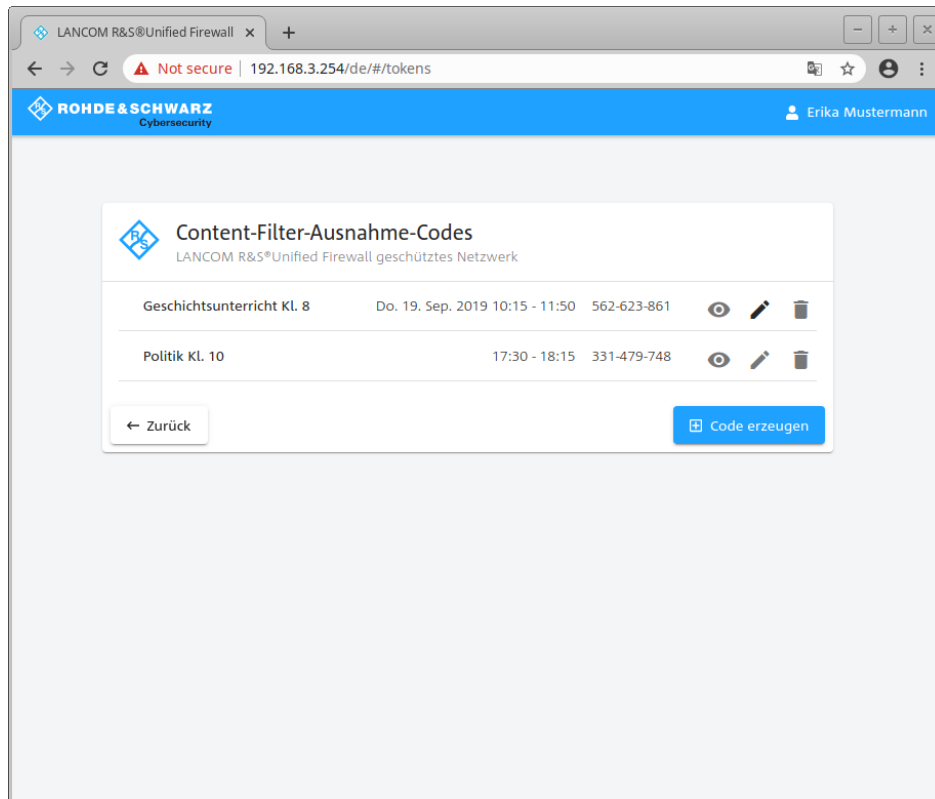 LANCOM R&S®Unified Firewall
Not secure | 192.168.3.254/de/#/tokens
ROHDE&SCHWARZ
Cybersecurity
Erika Mustermann
Content-Filter-Ausnahme-Codes
LANCOM R&S®Unified Firewall geschütztes Netzwerk
Geschichtsunterricht Kl. 8 Do. 19. Sep. 2019 10:15 - 11:50 562-623-861
Politik Kl. 10 17:30 - 18:15 331-479-748
← Zurück
Code erzeugen